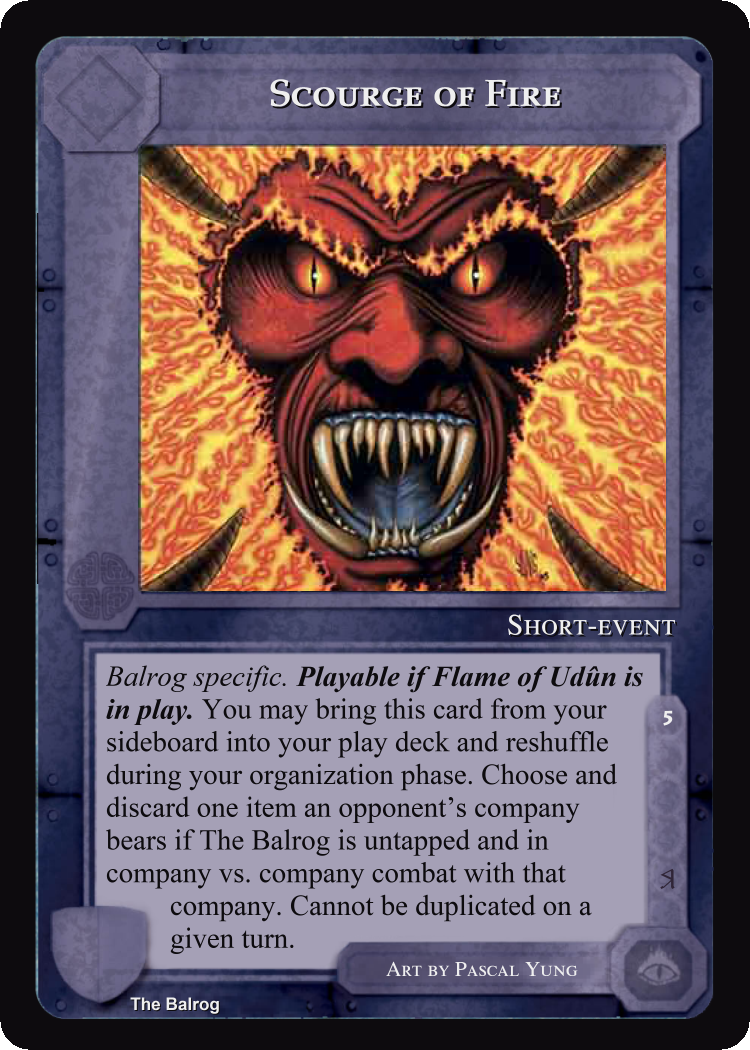 Scourge of Fire
Short-event
Balrog specific. Playable if Flame of Udûn is
in play. You may bring this card from your
sideboard into your play deck and reshuffle
during your organization phase. Choose and
discard one item an opponent’s company
bears if The Balrog is untapped and in
company vs. company combat with that
company. Cannot be duplicated on a
given turn.
5
Art by Pascal Yung
The Balrog